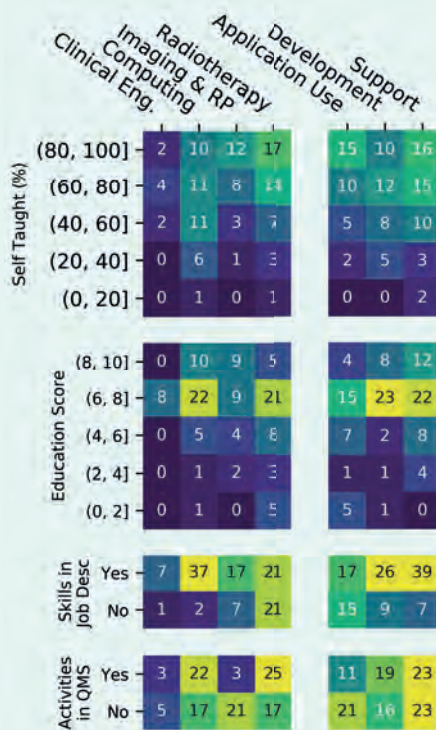 Clinical Eng.
Computing
Imaging & RP
Radiotherapy
Application Use
Development
Support
Self Taught (%)
(80, 100] 2 10 12 17 15 10 16
(60, 80] 4 11 8 14 10 12 15
(40, 60] 2 11 3 7 5 8 10
(20, 40] 0 6 1 3 2 5 3
(0, 20] 0 1 0 1 0 0 2
Education Score
(8, 10] 0 10 9 5 4 8 12
(6, 8] 8 22 9 21 15 23 22
(4, 6] 0 5 4 8 7 2 8
(2, 4] 0 1 2 3 1 1 4
(0, 2] 0 1 0 5 5 1 0
Skills in
Job Desc
Yes 7 37 17 21 17 26 39
No 1 2 7 21 15 9 7
Activities
in QMS
Yes 3 22 3 25 11 19 23
No 5 17 21 17 21 16 23